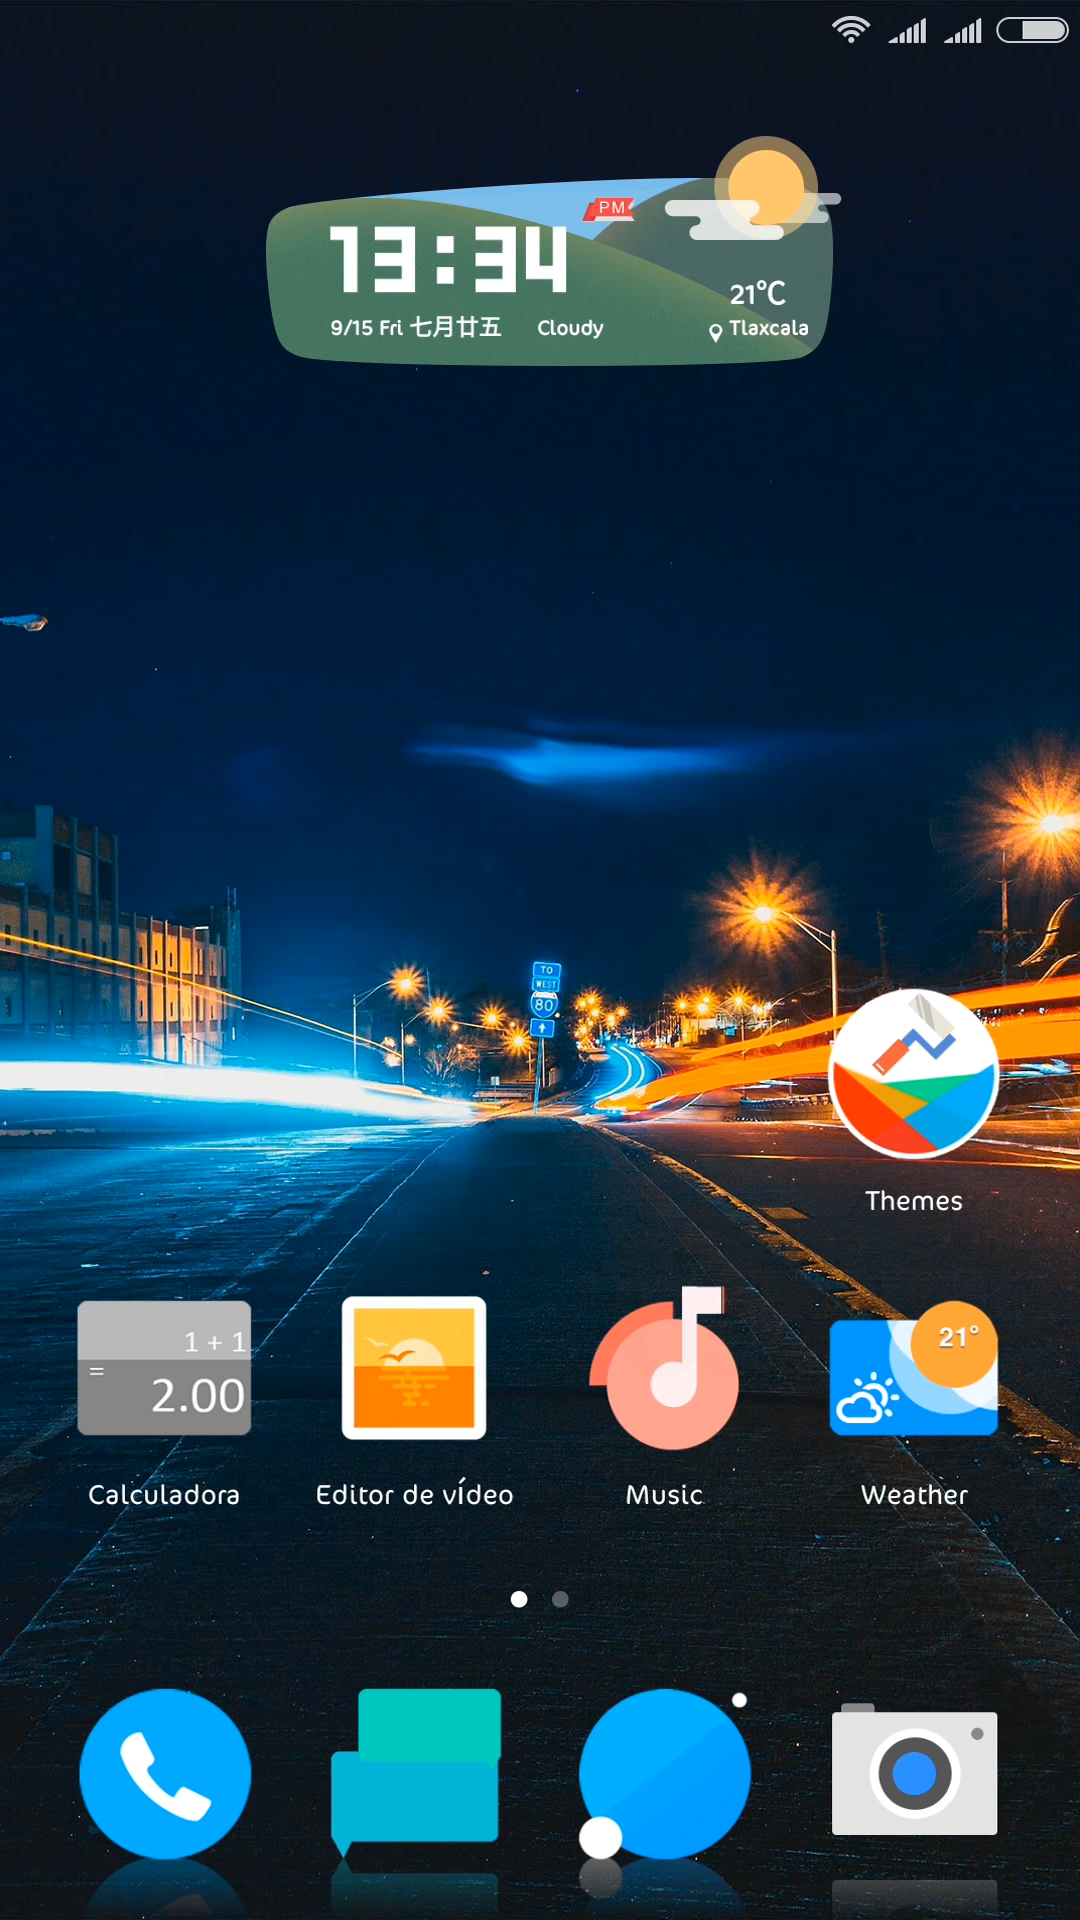 PM
13:34
21°C
9/15 Fri 七月廿五 Cloudy Tlaxcala
TO
WEST
80
Themes
1 + 1
=
2.00
21°
Calculadora Editor de vídeo Music Weather